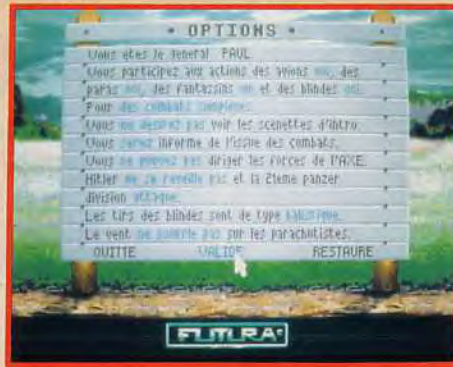 • OPTIONS •
Vous êtes le general PAUL.
Vous participez aux actions des avions oui, des
paras oui, des fantassins oui et des blindes oui.
Pour des combats simplifies.
Vous ne desirez pas voir les scenettes d'intro.
Vous serez informe de l'issue des combats.
Vous ne pouvez pas diriger les forces de l'AXE.
Hitler ne se reveille pas et la 21eme panzer
division attaque.
Les tirs des blindes sont de type balistique.
Le vent ne souffle pas sur les parachutistes.
QUITTE VALIDE RESTAURE
FUTURA